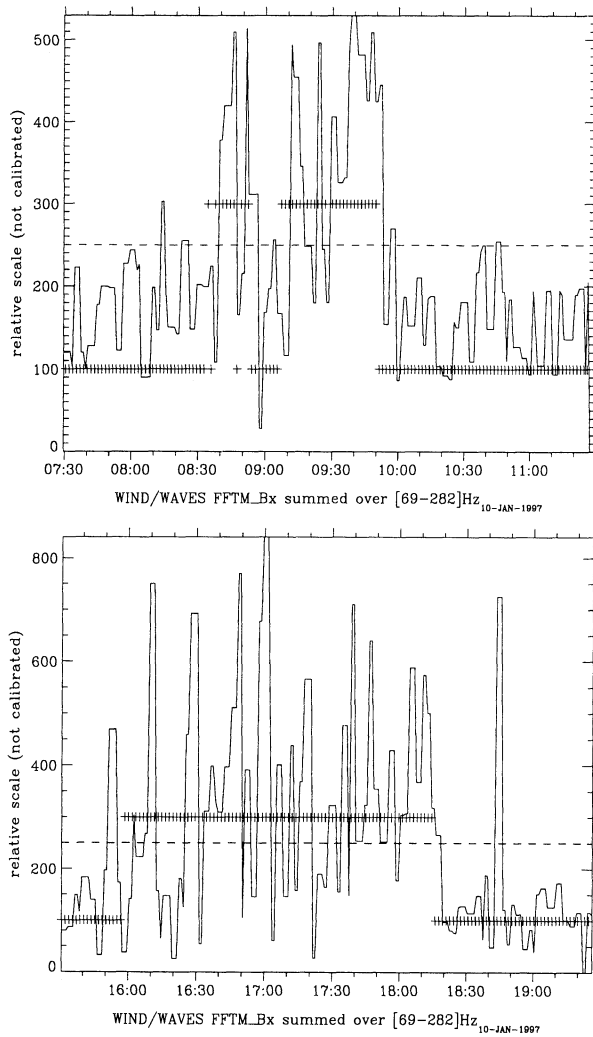 relative scale (not calibrated)
500
400
300
200
100
0
07:30 08:00 08:30 09:00 09:30 10:00 10:30 11:00
WIND/WAVES FFTM_Bx summed over [69-282]Hz 10-JAN-1997
relative scale (not calibrated)
800
600
400
200
0
16:00 16:30 17:00 17:30 18:00 18:30 19:00
WIND/WAVES FFTM_Bx summed over [69-282]Hz 10-JAN-1997